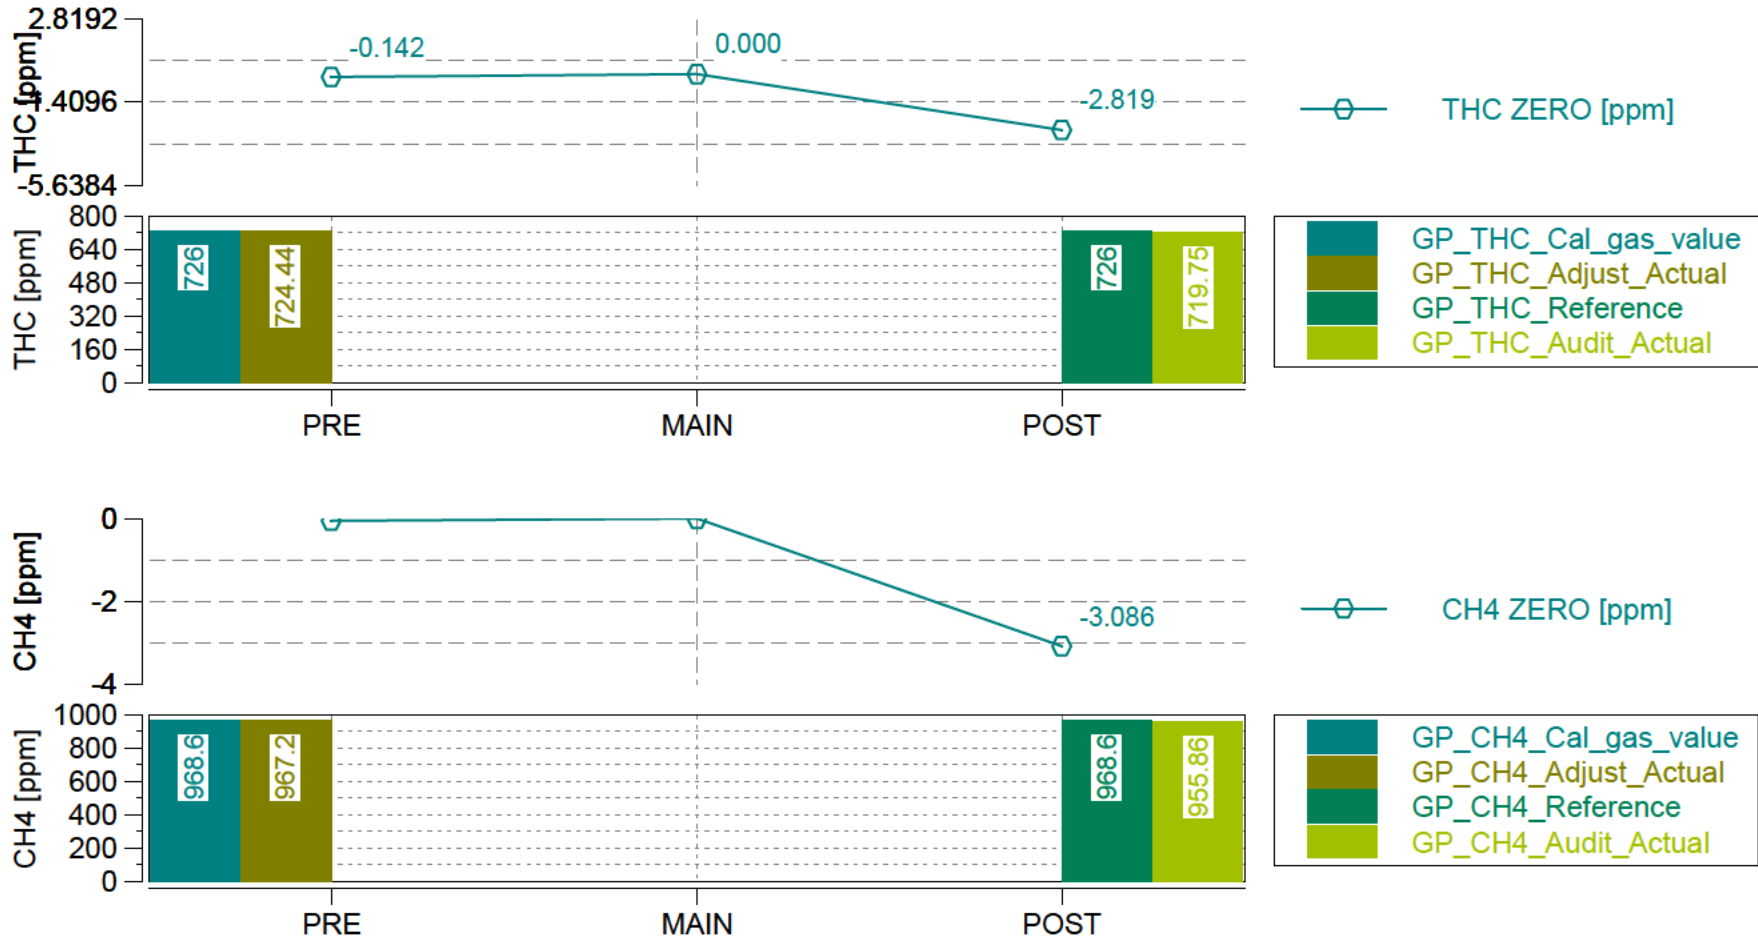 2.8192
-1.4096
-5.6384
THC [ppm]
-0.142
0.000
-2.819
THC ZERO [ppm]
800
640
480
320
160
0
THC [ppm]
726
724.44
726
719.75
GP_THC_Cal_gas_value
GP_THC_Adjust_Actual
GP_THC_Reference
GP_THC_Audit_Actual
PRE MAIN POST
0
-2
-4
CH4 [ppm]
-3.086
CH4 ZERO [ppm]
1000
800
600
400
200
0
CH4 [ppm]
968.6
967.2
968.6
955.86
GP_CH4_Cal_gas_value
GP_CH4_Adjust_Actual
GP_CH4_Reference
GP_CH4_Audit_Actual
PRE MAIN POST